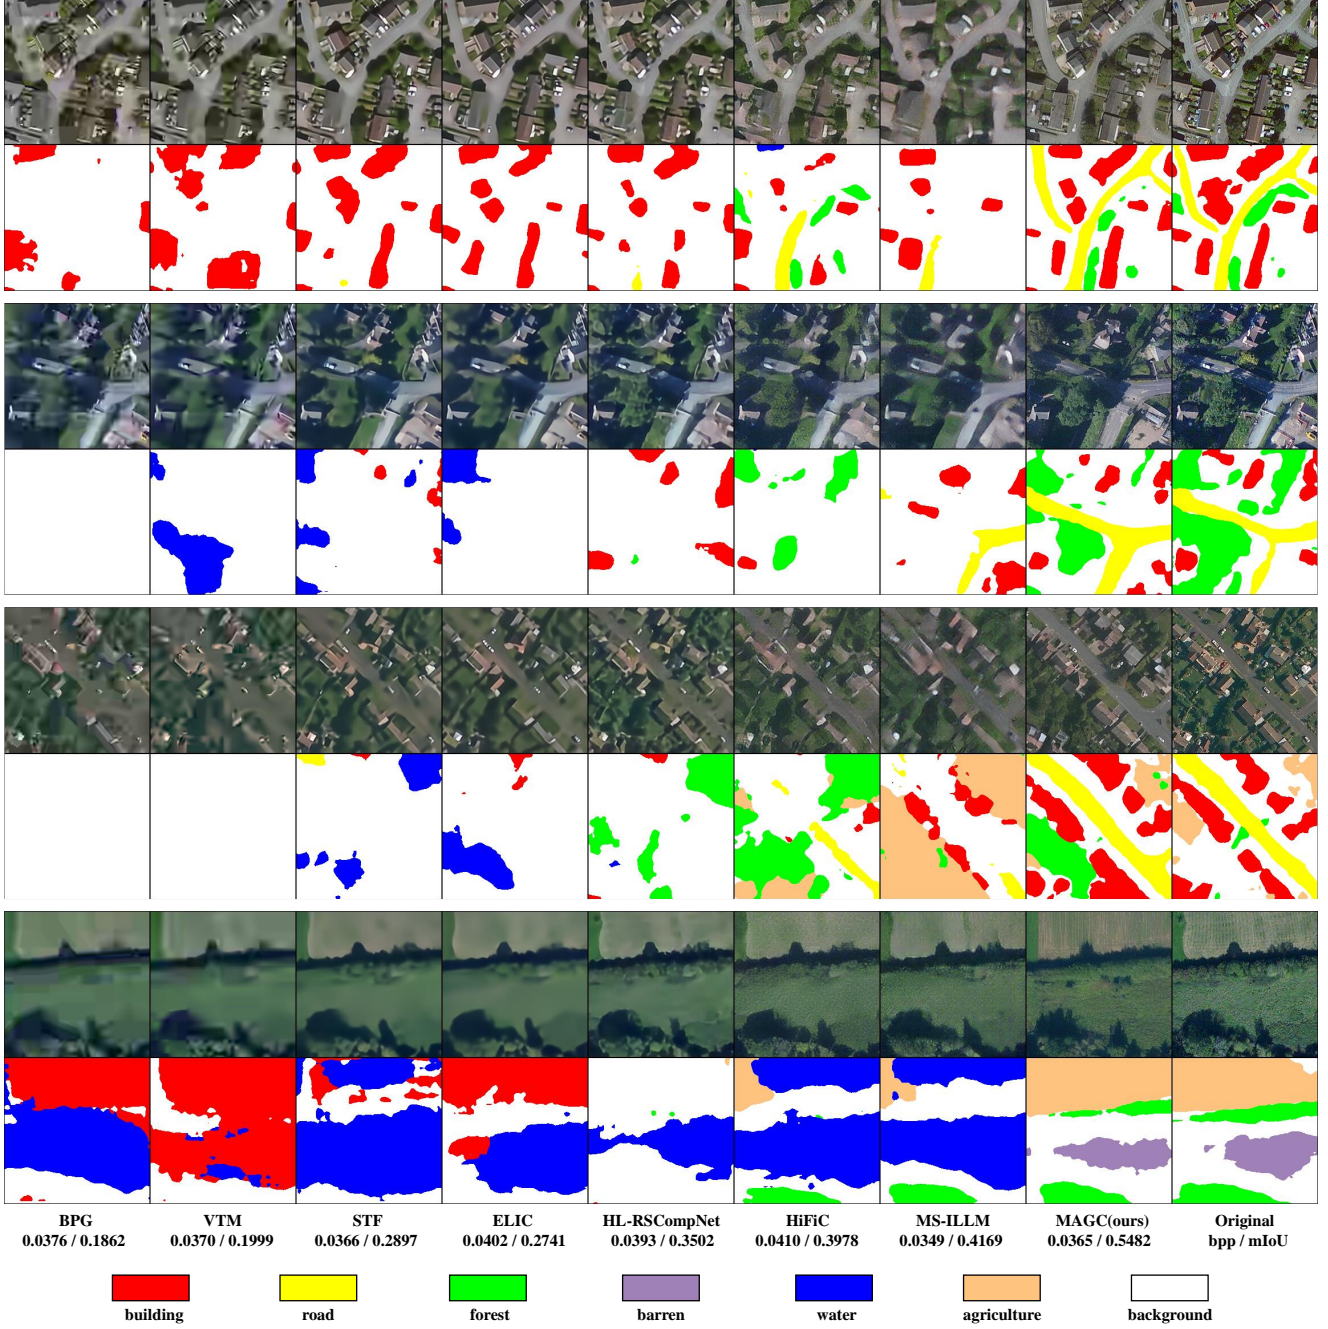 BPG VTM STF ELIC HL-RSCompNet HiFiC MS-ILLM MAGC(ours) Original
0.0376 / 0.1862 0.0370 / 0.1999 0.0366 / 0.2897 0.0402 / 0.2741 0.0393 / 0.3502 0.0410 / 0.3978 0.0349 / 0.4169 0.0365 / 0.5482 bpp / mIoU
building road forest barren water agriculture background